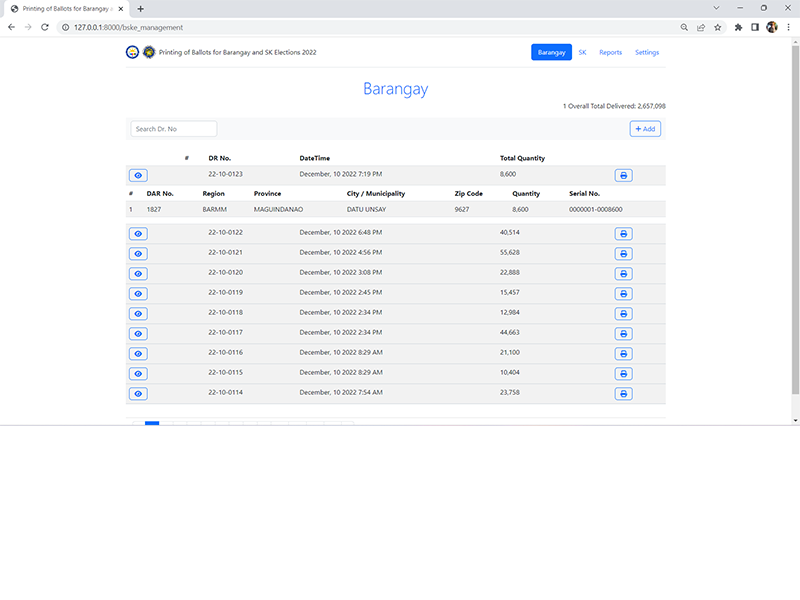 Printing of Ballots for Barangay a
127.0.0.1:8000/bske_management
Printing of Ballots for Barangay and SK Elections 2022
Barangay SK Reports Settings
Barangay
1 Overall Total Delivered: 2,657,098
Search Dr. No
+ Add
# DR No. DateTime Total Quantity
22-10-0123 December, 10 2022 7:19 PM 8,600
# DAR No. Region Province City / Municipality Zip Code Quantity Serial No.
1 1827 BARMM MAGUINDANAO DATU UNSAY 9627 8,600 0000001-0008600
22-10-0122 December, 10 2022 6:48 PM 40,514
22-10-0121 December, 10 2022 4:56 PM 55,628
22-10-0120 December, 10 2022 3:08 PM 22,888
22-10-0119 December, 10 2022 2:45 PM 15,457
22-10-0118 December, 10 2022 2:34 PM 12,984
22-10-0117 December, 10 2022 2:34 PM 44,663
22-10-0116 December, 10 2022 8:29 AM 21,100
22-10-0115 December, 10 2022 8:29 AM 10,404
22-10-0114 December, 10 2022 7:54 AM 23,758